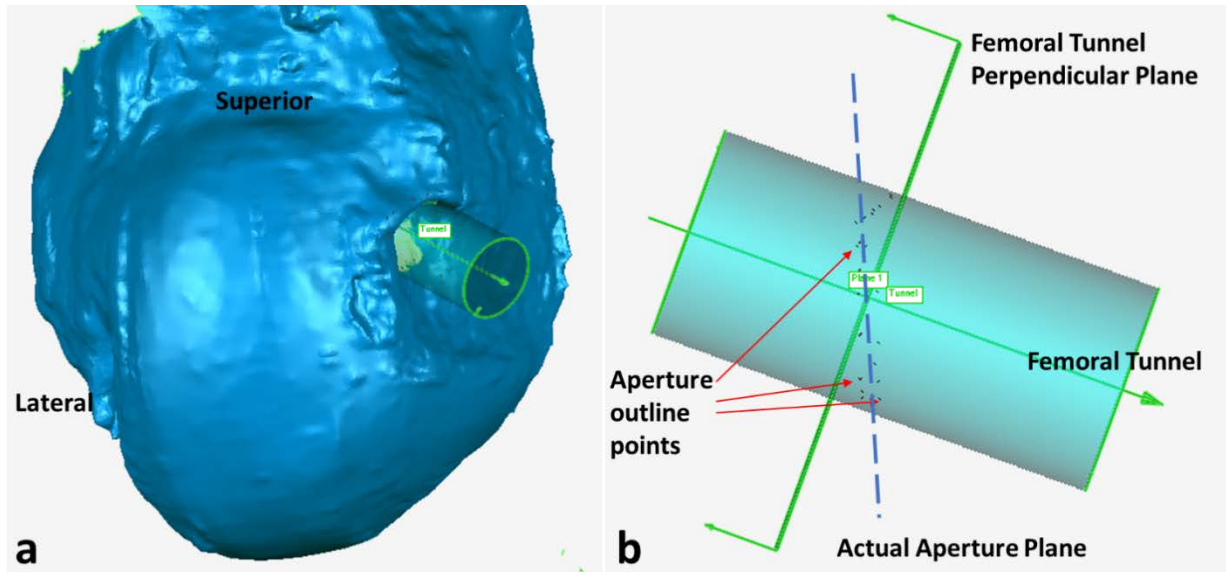 Superior
Tunnel
Lateral
a
Femoral Tunnel
Perpendicular Plane
Plane 1
Tunnel
Femoral Tunnel
Aperture
outline
points
Actual Aperture Plane
b